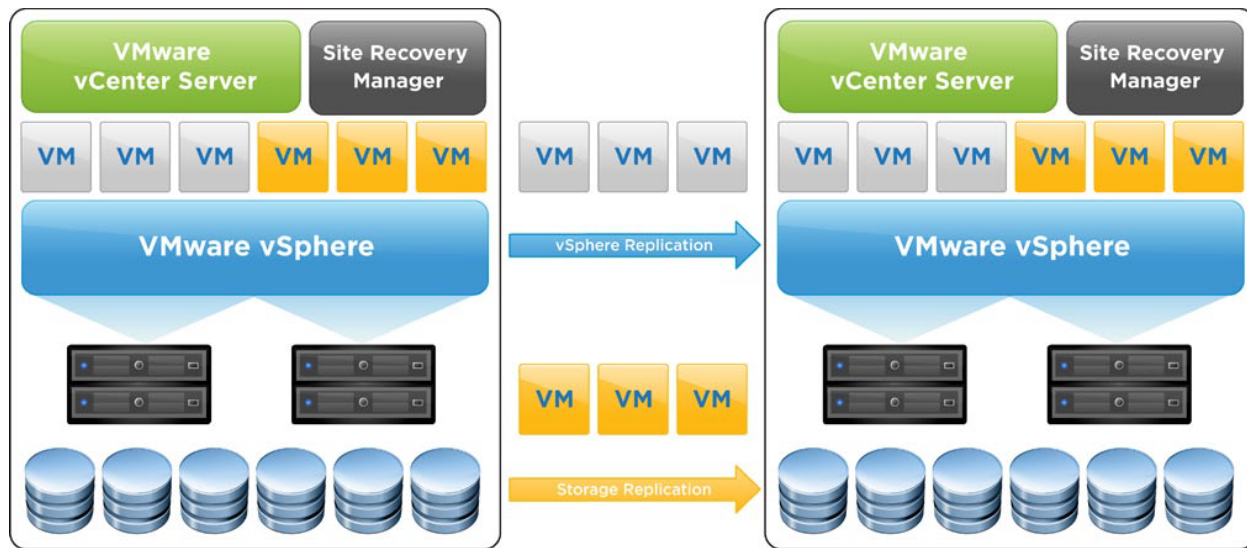 VMware
vCenter Server
Site Recovery
Manager
VM VM VM VM VM VM
VMware vSphere
VM VM VM
vSphere Replication
VM VM VM
Storage Replication
VMware
vCenter Server
Site Recovery
Manager
VM VM VM VM VM VM
VMware vSphere